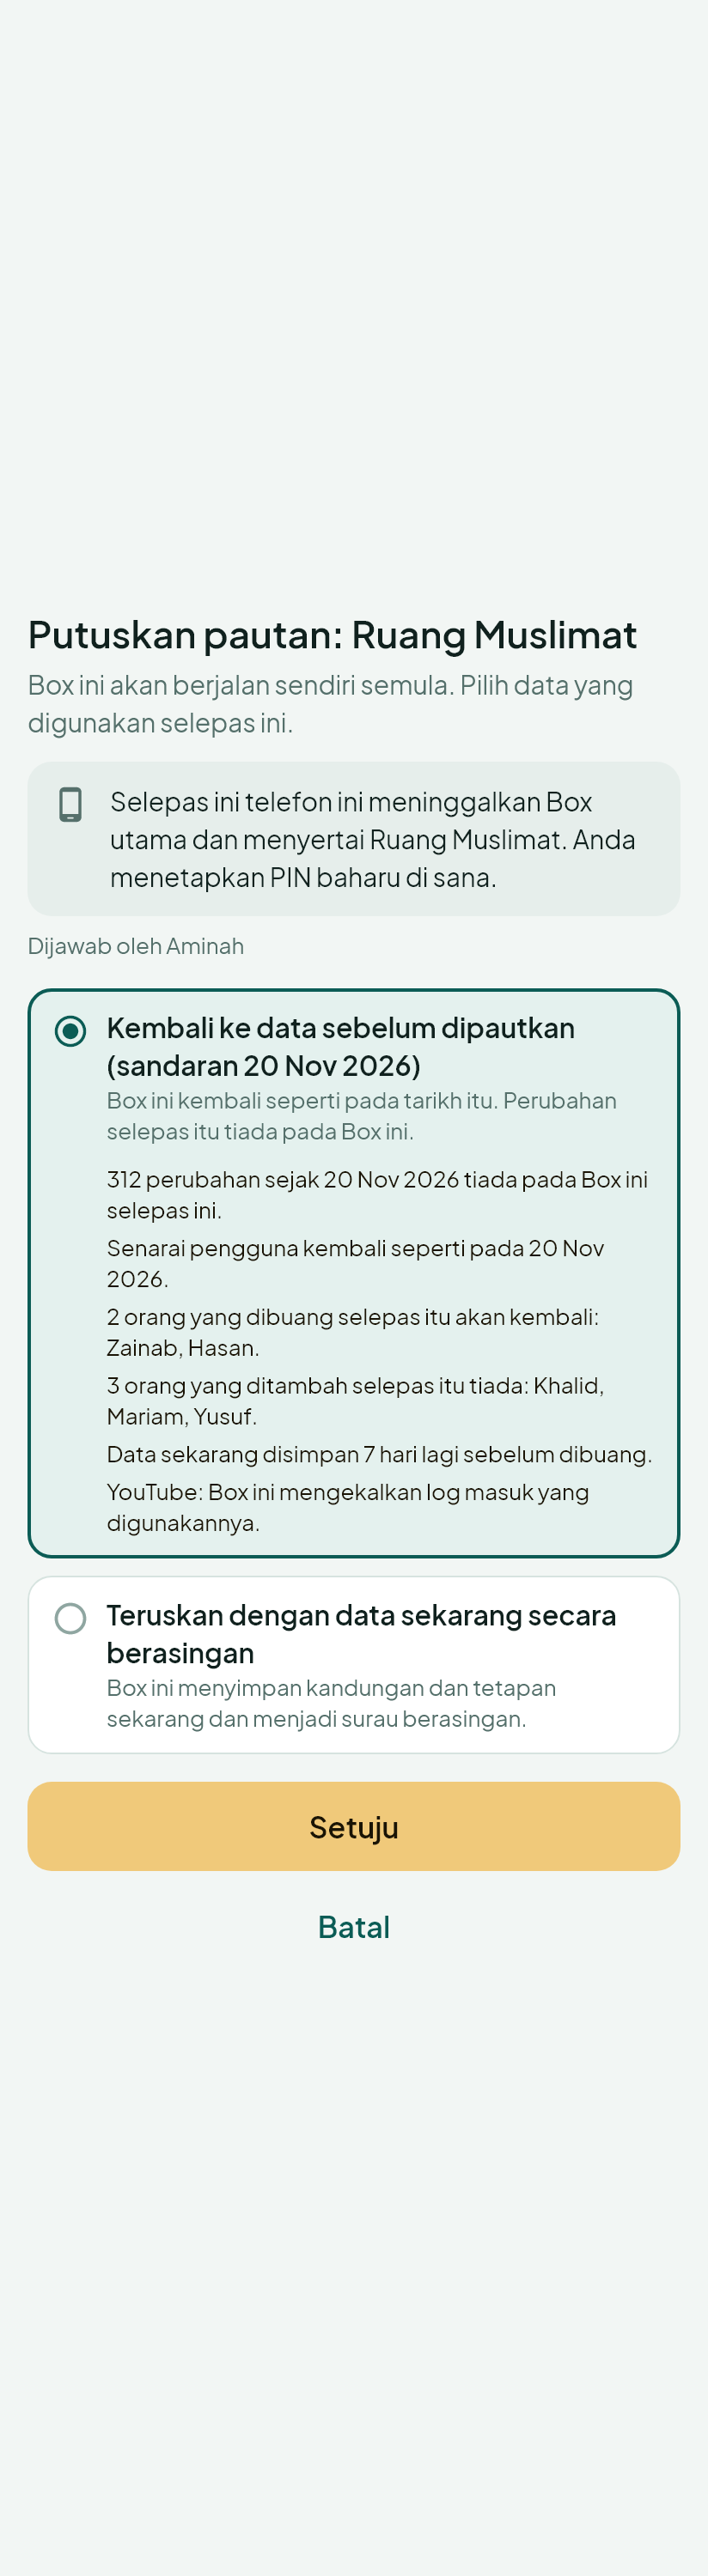 Putuskan pautan: Ruang Muslimat
Box ini akan berjalan sendiri semula. Pilih data yang
digunakan selepas ini.
Selepas ini telefon ini meninggalkan Box
utama dan menyertai Ruang Muslimat. Anda
menetapkan PIN baharu di sana.
Dijawab oleh Aminah
Kembali ke data sebelum dipautkan
(sandaran 20 Nov 2026)
Box ini kembali seperti pada tarikh itu. Perubahan
selepas itu tiada pada Box ini.
312 perubahan sejak 20 Nov 2026 tiada pada Box ini
selepas ini.
Senarai pengguna kembali seperti pada 20 Nov
2026.
2 orang yang dibuang selepas itu akan kembali:
Zainab, Hasan.
3 orang yang ditambah selepas itu tiada: Khalid,
Mariam, Yusuf.
Data sekarang disimpan 7 hari lagi sebelum dibuang.
YouTube: Box ini mengekalkan log masuk yang
digunakannya.
Teruskan dengan data sekarang secara
berasingan
Box ini menyimpan kandungan dan tetapan
sekarang dan menjadi surau berasingan.
Setuju
Batal